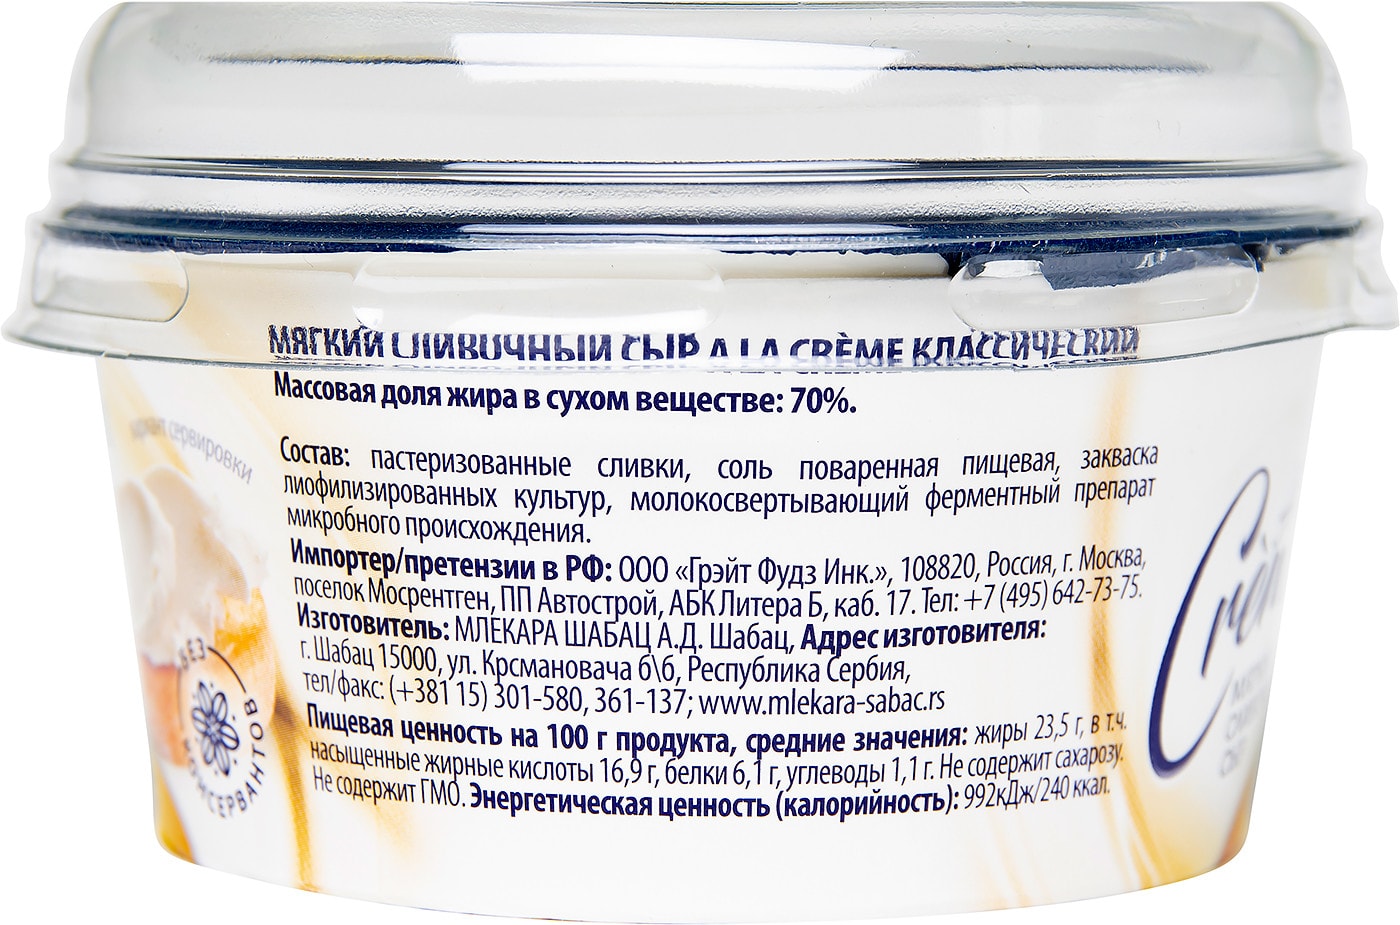 МЯГКИЙ СЛИВОЧНЫЙ СЫР A LA CRÈME КЛАССИЧЕСКИЙ
Массовая доля жира в сухом веществе: 70%.
Состав: пастеризованные сливки, соль поваренная пищевая, закваска
лиофилизированных культур, молокосвертывающий ферментный препарат
микробного происхождения.
Импортер/претензии в РФ: ООО «Грэйт Фудз Инк.», 108820, Россия, г. Москва,
поселок Мосрентген, ПП Автострой, АБК Литера Б, каб. 17. Тел: +7 (495) 642-73-75.
Изготовитель: МЛЕКАРА ШАБАЦ А.Д. Шабац, Адрес изготовителя:
г. Шабац 15000, ул. Крсмановача б\б, Республика Сербия,
тел/факс: (+381 15) 301-580, 361-137; www.mlekara-sabac.rs
Пищевая ценность на 100 г продукта, средние значения: жиры 23,5 г, в т.ч.
насыщенные жирные кислоты 16,9 г, белки 6,1 г, углеводы 1,1 г. Не содержит сахарозу.
Не содержит ГМО. Энергетическая ценность (калорийность): 992кДж/240 ккал.
сервировки
БЕЗ КОНСЕРВАНТОВ